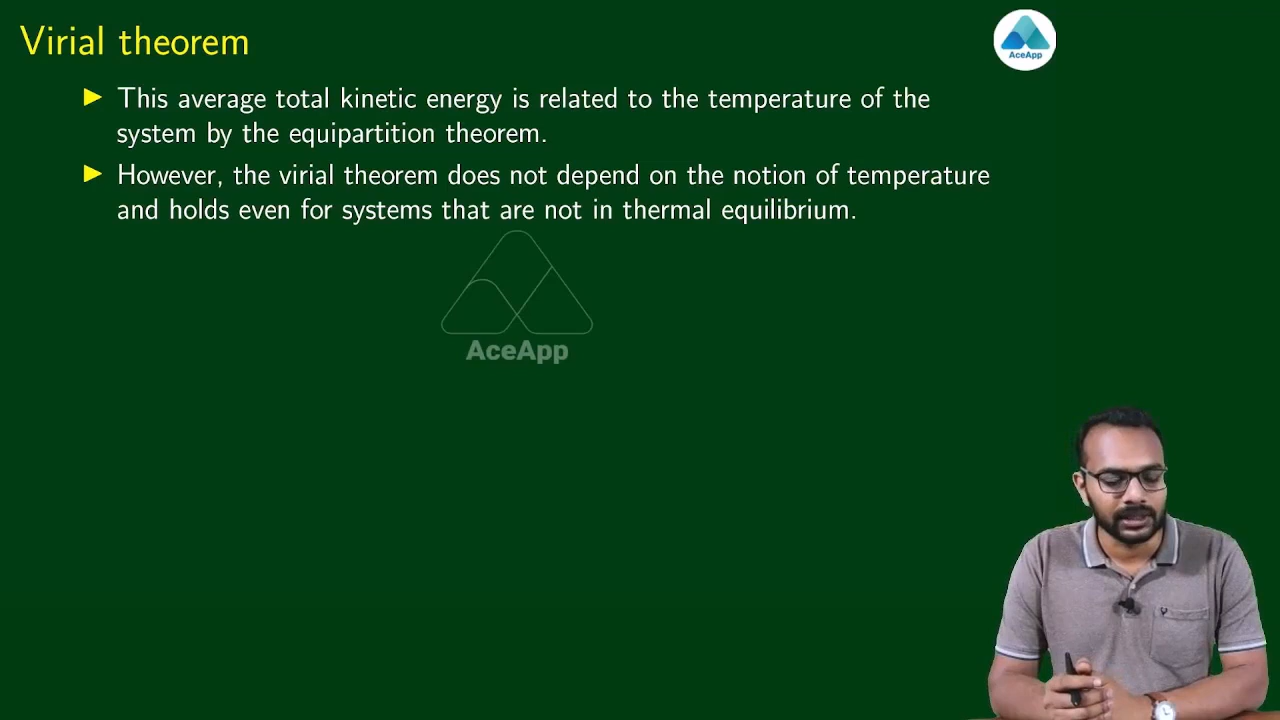 Virial theorem
AceApp
▶ This average total kinetic energy is related to the temperature of the
system by the equipartition theorem.
▶ However, the virial theorem does not depend on the notion of temperature
and holds even for systems that are not in thermal equilibrium.
AceApp